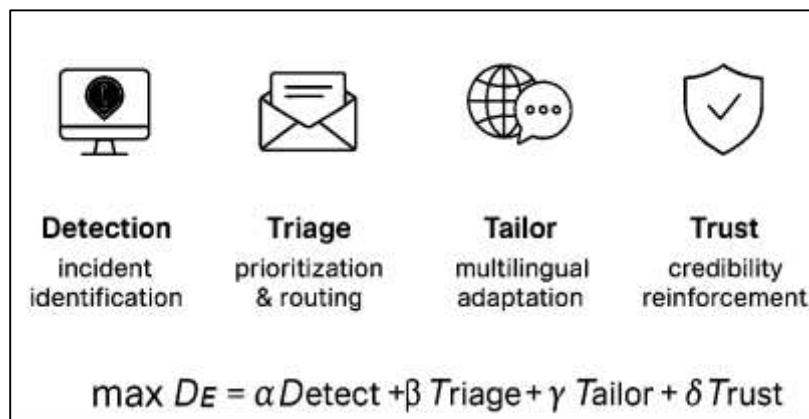 Detection
incident
identification
Triage
prioritization
& routing
Tailor
multilingual
adaptation
Trust
credibility
reinforcement
max DE = α Detect +β Triage + γ Tailor + δ Trust